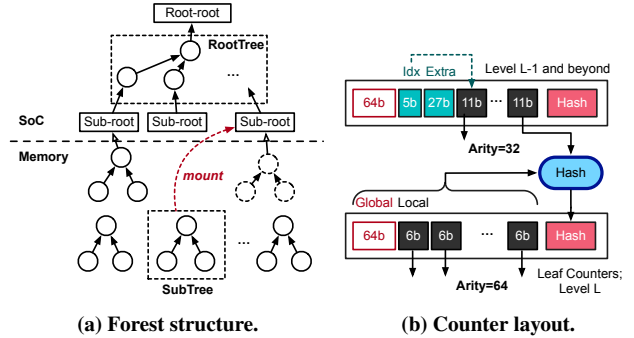 Root-root
RootTree
...
SoC
Sub-root
Sub-root
Sub-root
Memory
mount
...
SubTree
(a) Forest structure.
Idx Extra
Level L-1 and beyond
64b 5b 27b 11b ... 11b Hash
Arity=32
Hash
Global Local
64b 6b 6b ... 6b Hash
Arity=64
Leaf Counters;
Level L
(b) Counter layout.